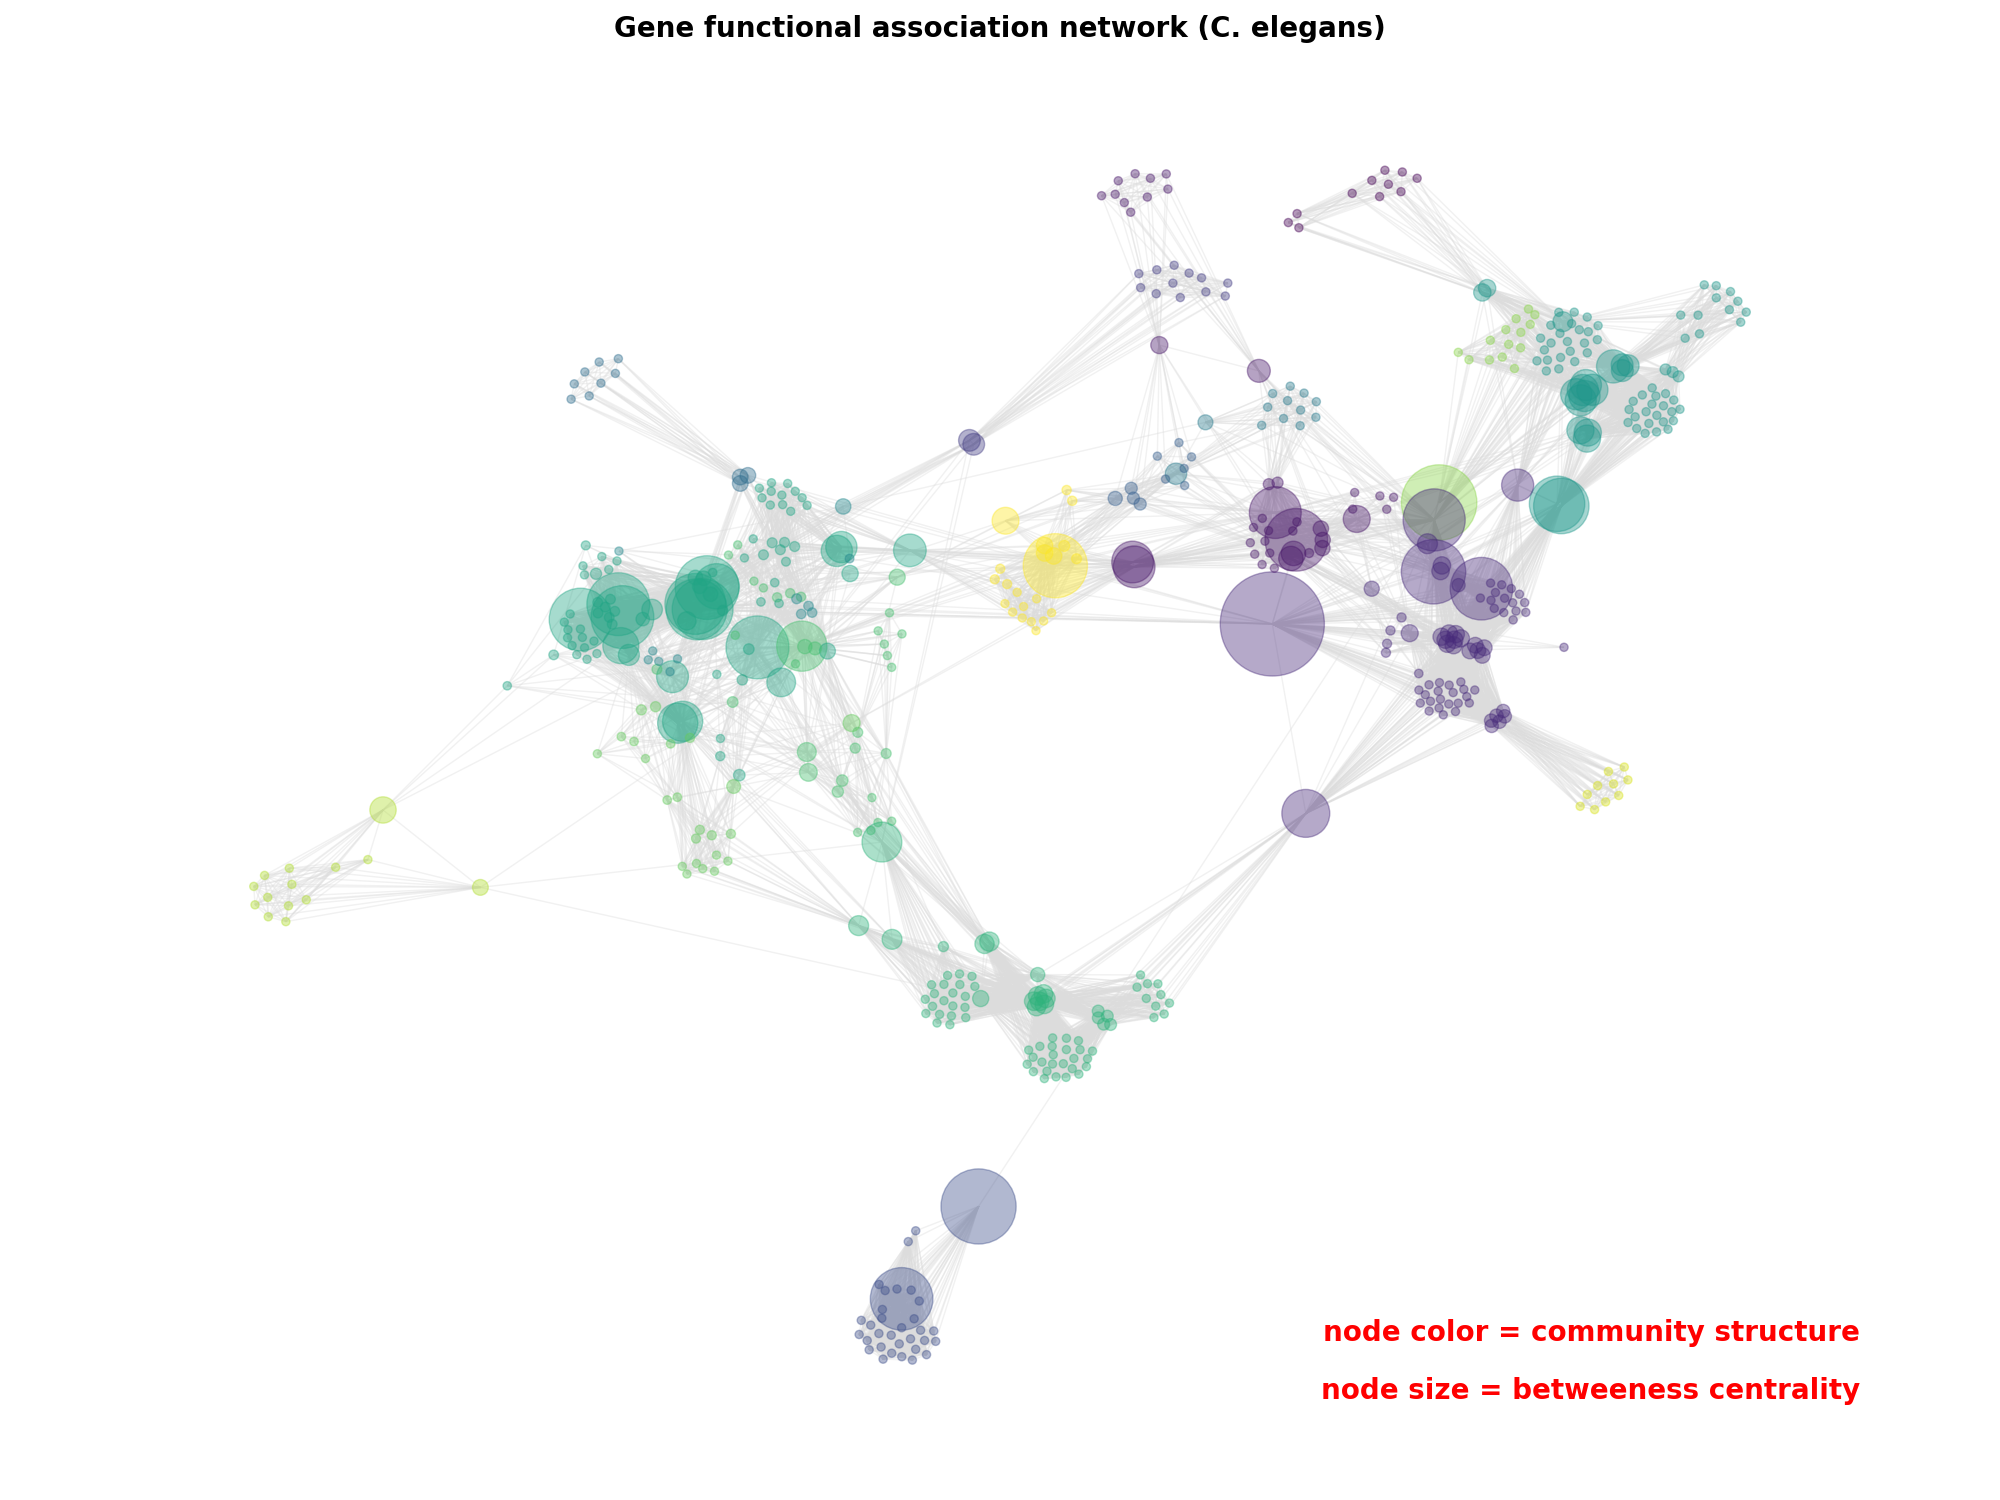 Gene functional association network (C. elegans)
node color = community structure
node size = betweeness centrality